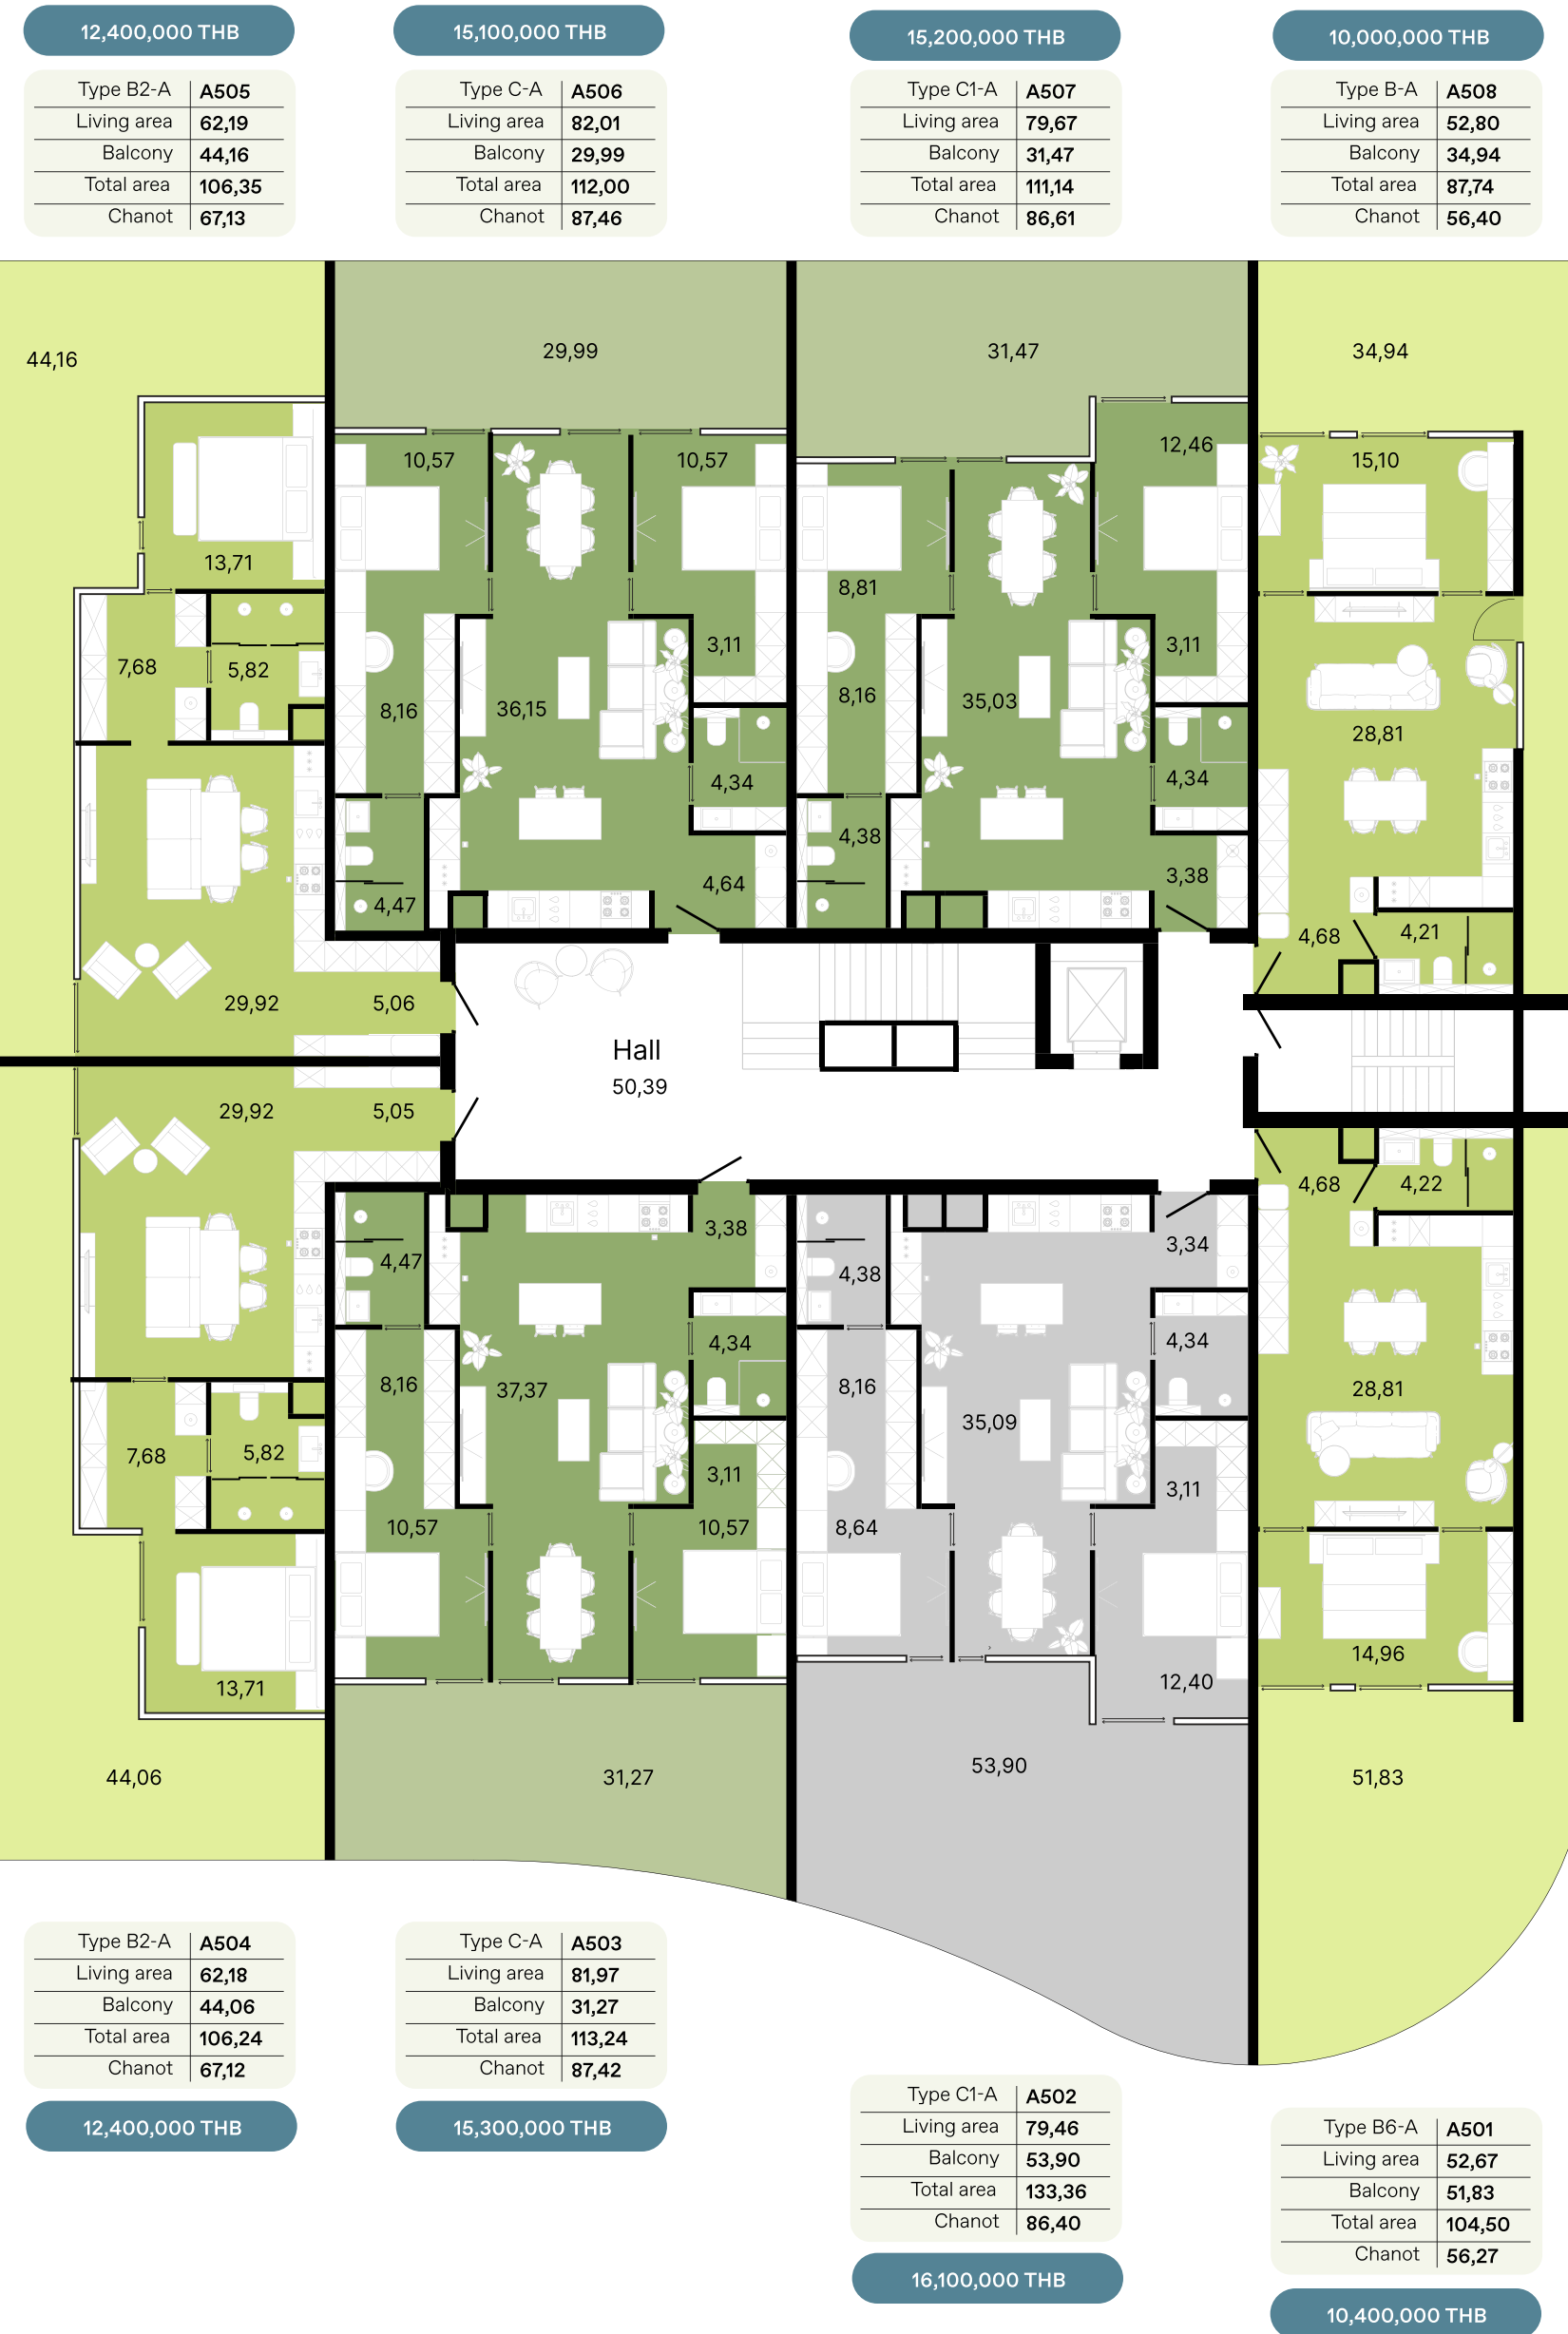 12,400,000 THB
Type B2-A A505
Living area 62,19
Balcony 44,16
Total area 106,35
Chanot 67,13
15,100,000 THB
Type C-A A506
Living area 82,01
Balcony 29,99
Total area 112,00
Chanot 87,46
15,200,000 THB
Type C1-A A507
Living area 79,67
Balcony 31,47
Total area 111,14
Chanot 86,61
10,000,000 THB
Type B-A A508
Living area 52,80
Balcony 34,94
Total area 87,74
Chanot 56,40
44,16
13,71
7,68
5,82
29,92
5,06
29,99
10,57
10,57
3,11
8,16
36,15
4,34
4,47
4,64
31,47
12,46
8,81
3,11
8,16
35,03
4,34
4,38
3,38
34,94
15,10
28,81
4,68
4,21
Hall
50,39
29,92
5,05
7,68
5,82
13,71
44,06
3,38
4,47
4,34
8,16
37,37
3,11
10,57
10,57
31,27
3,34
4,38
4,34
8,16
35,09
3,11
8,64
12,40
53,90
4,68
4,22
28,81
14,96
51,83
Type B2-A A504
Living area 62,18
Balcony 44,06
Total area 106,24
Chanot 67,12
12,400,000 THB
Type C-A A503
Living area 81,97
Balcony 31,27
Total area 113,24
Chanot 87,42
15,300,000 THB
Type C1-A A502
Living area 79,46
Balcony 53,90
Total area 133,36
Chanot 86,40
16,100,000 THB
Type B6-A A501
Living area 52,67
Balcony 51,83
Total area 104,50
Chanot 56,27
10,400,000 THB